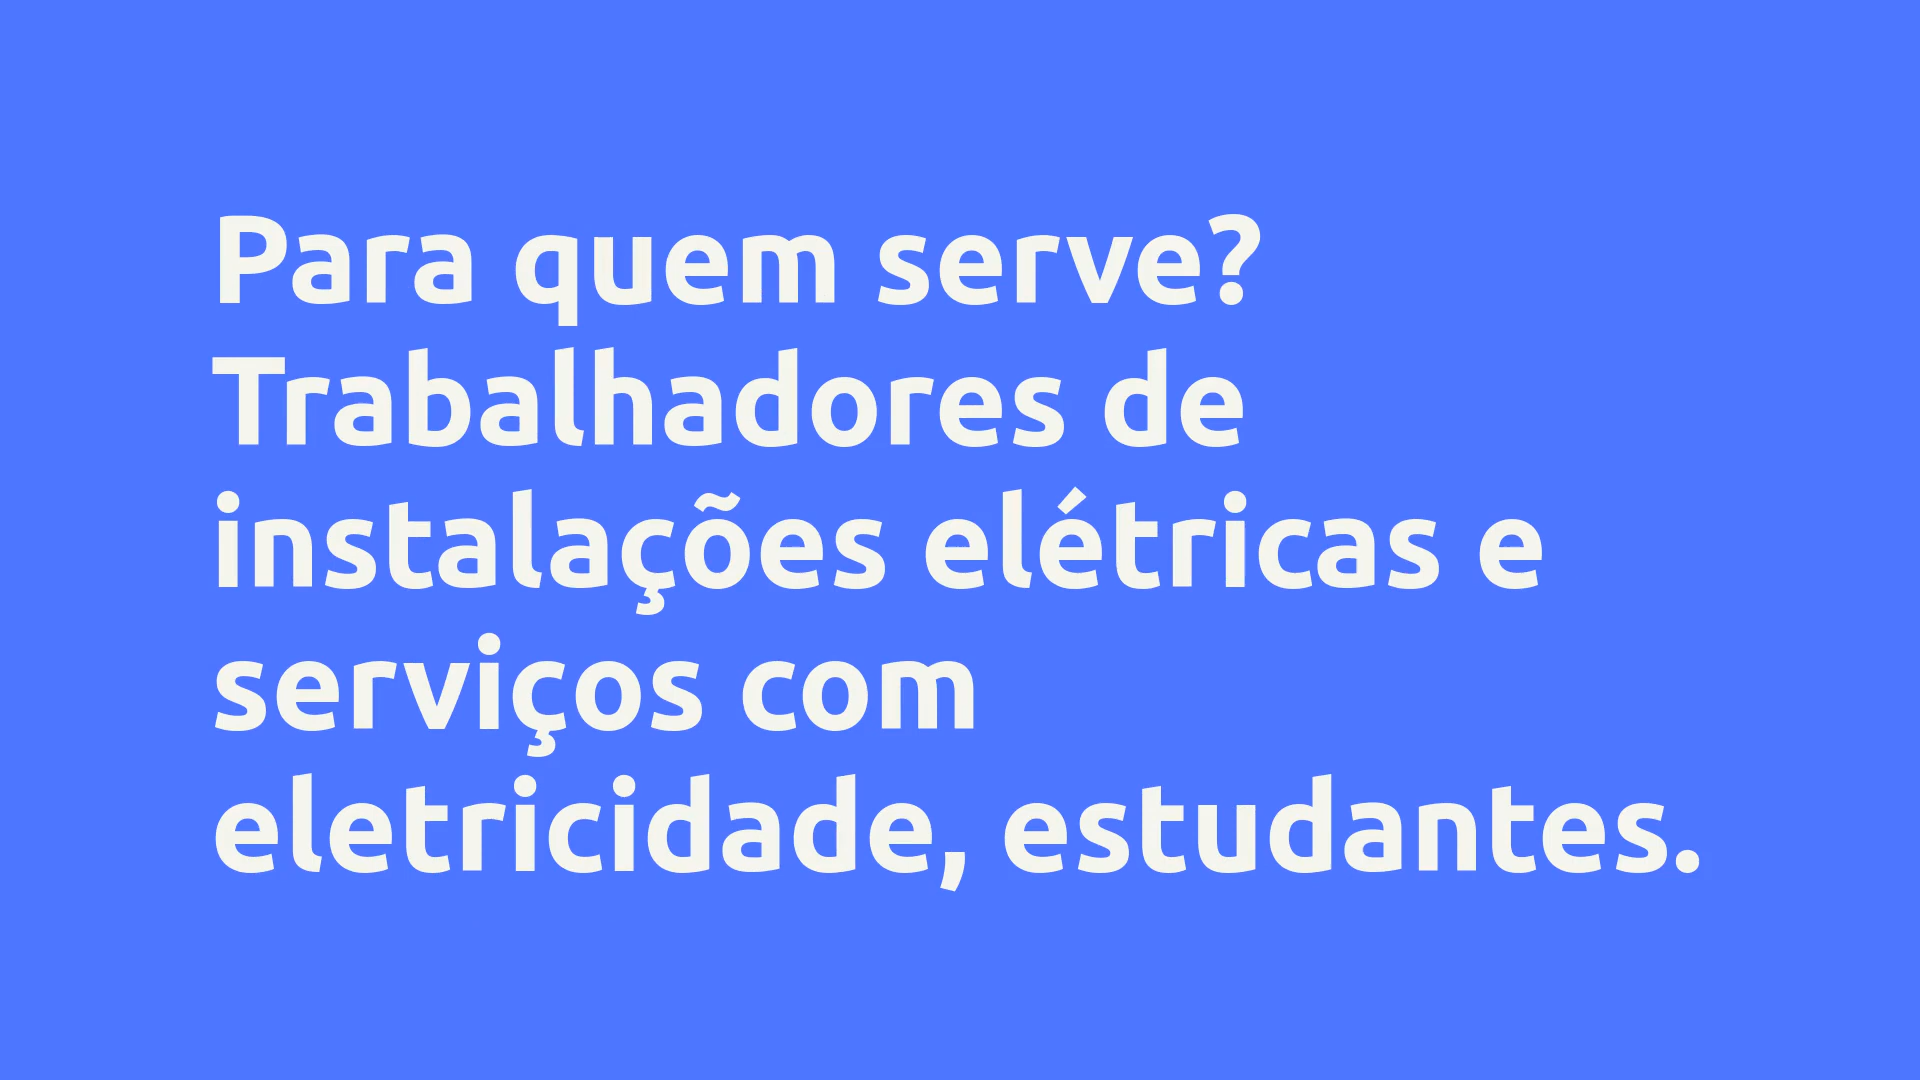 Para quem serve?
Trabalhadores de
instalações elétricas e
serviços com
eletricidade, estudantes.